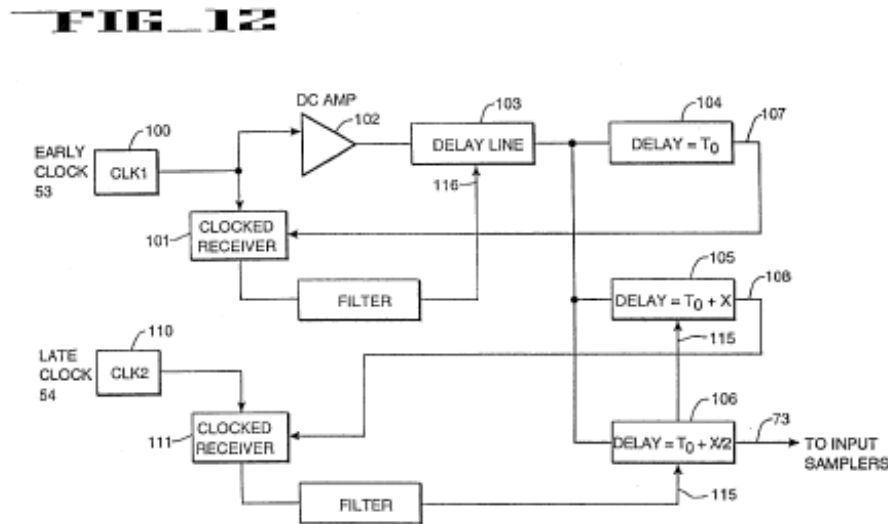 FIG_12
DC AMP
102
103
104
107
100
EARLY
CLOCK
53
CLK1
DELAY LINE
DELAY = T0
116
101
CLOCKED
RECEIVER
FILTER
105
108
DELAY = T0 + X
115
110
LATE
CLOCK
54
CLK2
106
73
111
CLOCKED
RECEIVER
DELAY = T0 + X/2
TO INPUT
SAMPLERS
FILTER
115